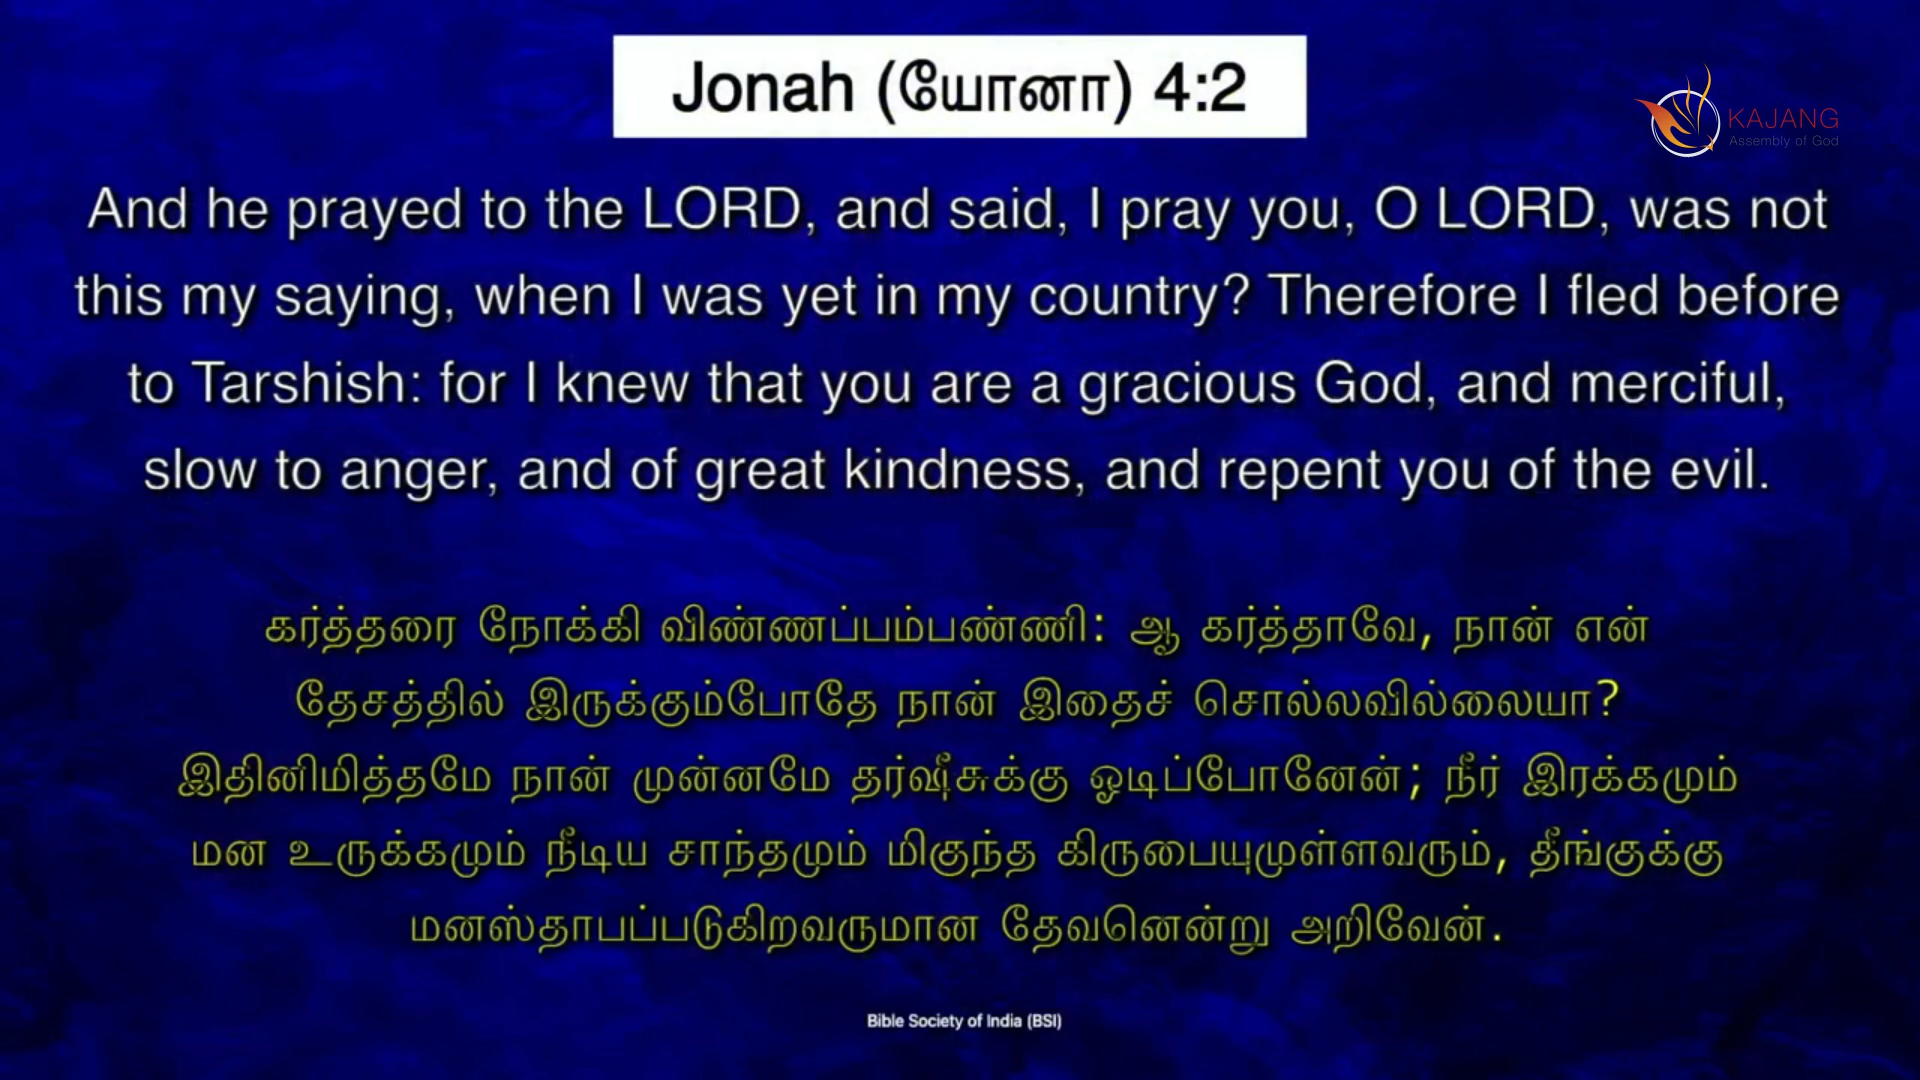 Jonah (யோனா) 4:2
KAJANG
Assembly of God
And he prayed to the LORD, and said, I pray you, O LORD, was not
this my saying, when I was yet in my country? Therefore I fled before
to Tarshish: for I knew that you are a gracious God, and merciful,
slow to anger, and of great kindness, and repent you of the evil.
கர்த்தரை நோக்கி விண்ணப்பம்பண்ணி: ஆ கர்த்தாவே, நான் என்
தேசத்தில் இருக்கும்போதே நான் இதைச் சொல்லவில்லையா?
இதினிமித்தமே நான் முன்னமே தர்ஷீசுக்கு ஓடிப்போனேன்; நீர் இரக்கமும்
மன உருக்கமும் நீடிய சாந்தமும் மிகுந்த கிருபையுமுள்ளவரும், தீங்குக்கு
மனஸ்தாபப்படுகிறவருமான தேவனென்று அறிவேன்.
Bible Society of India (BSI)